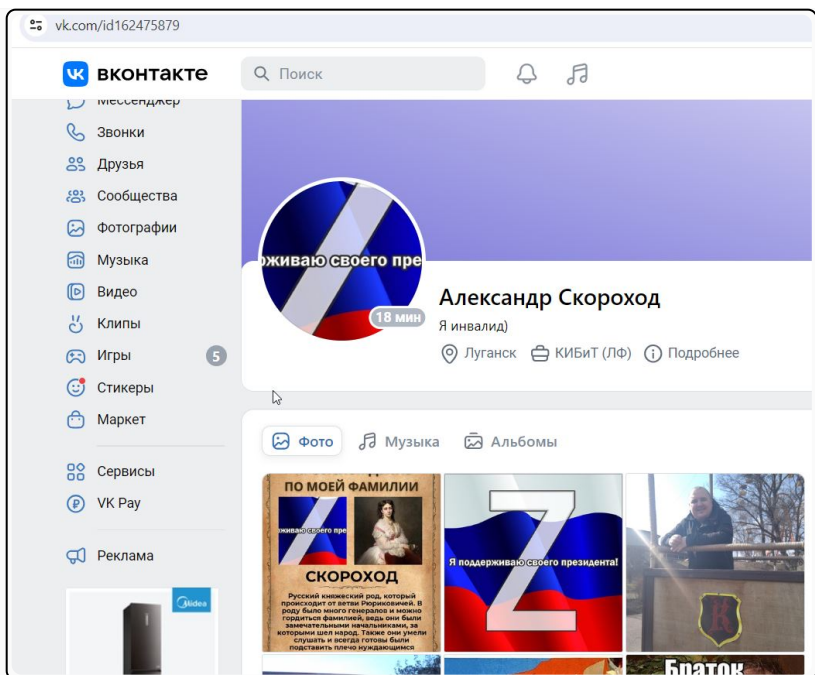 vk.com/id162475879
вконтакте
Поиск
Мессенджер
Звонки
Друзья
Сообщества
Фотографии
Музыка
Видео
Клипы
Игры
5
Стикеры
Маркет
Сервисы
VK Pay
Реклама
Midea
живаю своего пре
18 мин
Александр Скороход
Я инвалид)
Луганск КИБиТ (ЛФ) Подробнее
Фото Музыка Альбомы
ПО МОЕЙ ФАМИЛИИ
живаю своего пре
СКОРОХОД
Русский княжеский род, который
происходит от ветви Рюриковичей. В
роду было много генералов и можно
гордиться фамилией, ведь они были
замечательными начальниками, за
которыми шел народ. Также они умели
слушать и всегда готовы были
подставить плечо нуждающимся
Z
Я поддерживаю своего президента!
К
Браток